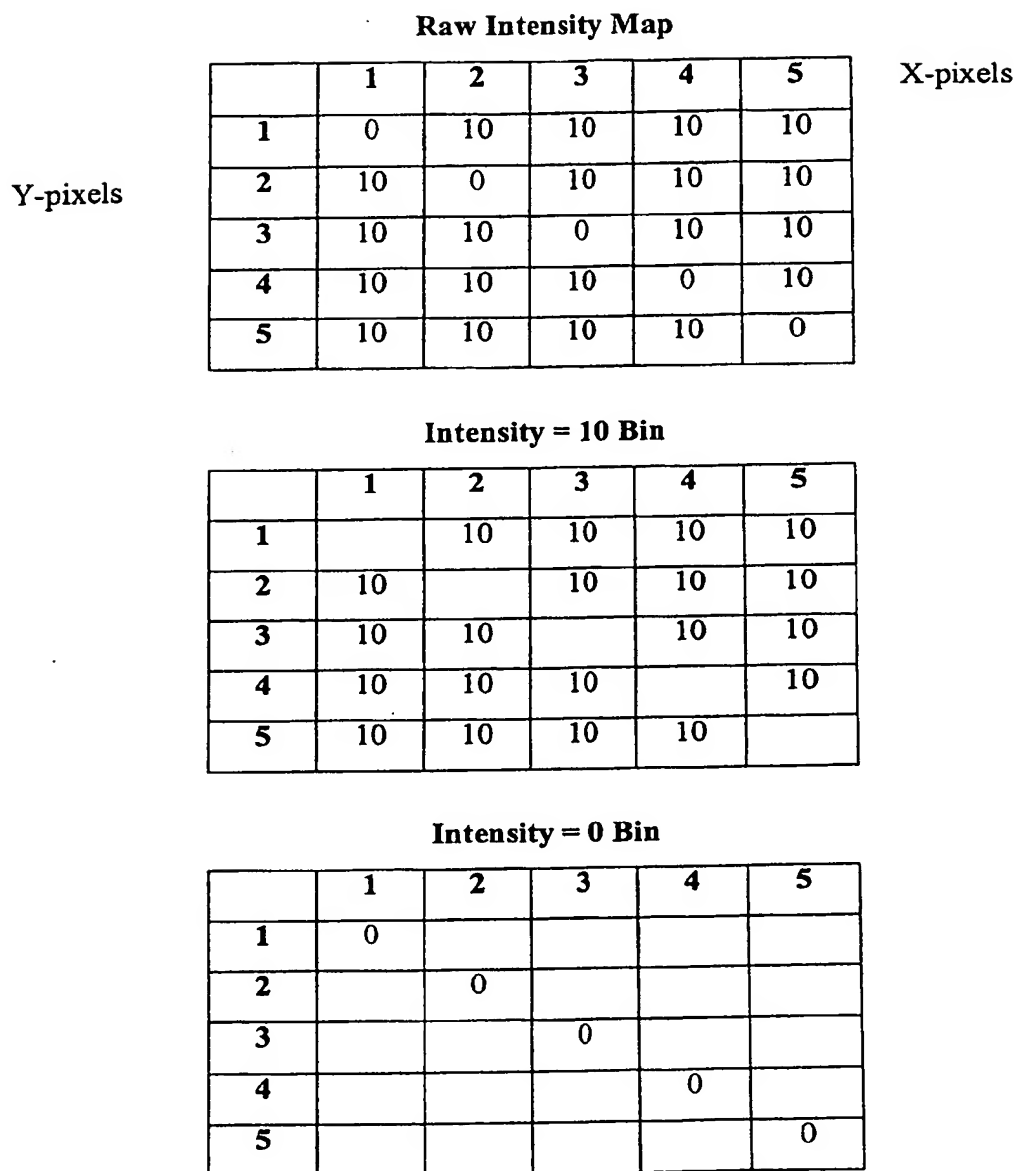 Raw Intensity Map
1 2 3 4 5 X-pixels
1 0 10 10 10 10
Y-pixels 2 10 0 10 10 10
3 10 10 0 10 10
4 10 10 10 0 10
5 10 10 10 10 0
Intensity = 10 Bin
1 2 3 4 5
1 10 10 10 10
2 10 10 10 10
3 10 10 10 10
4 10 10 10 10
5 10 10 10 10
Intensity = 0 Bin
1 2 3 4 5
1 0
2 0
3 0
4 0
5 0